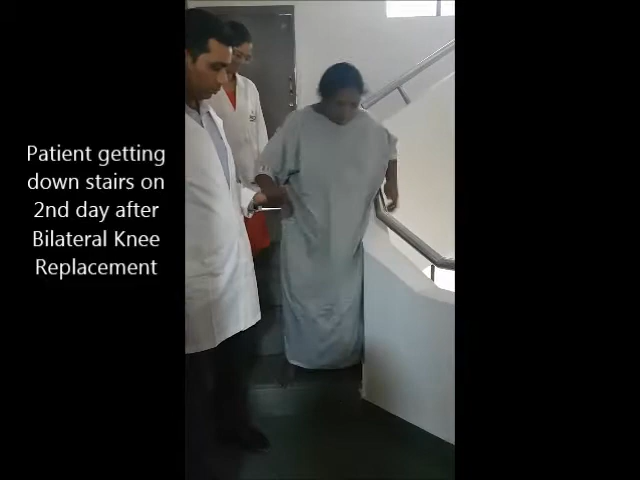 Patient getting
down stairs on
2nd day after
Bilateral Knee
Replacement